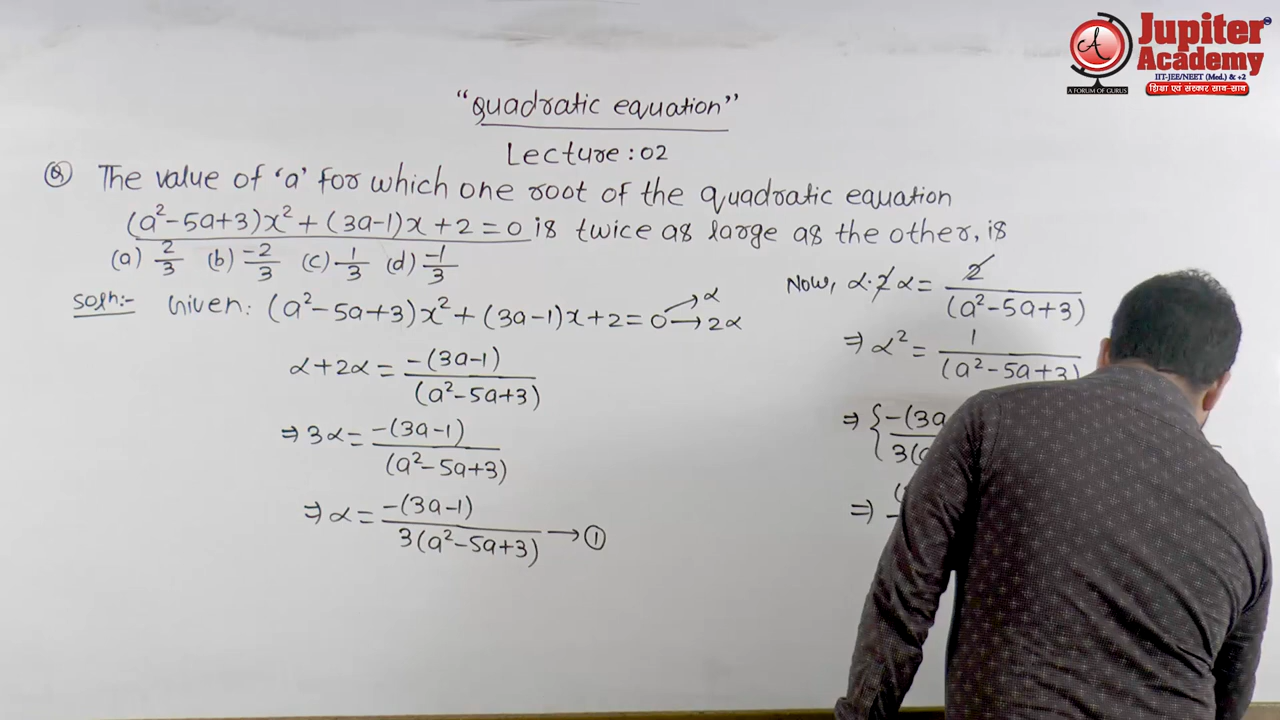 Jupiter
Academy
IIT-JEE/NEET (Med.) & +2
A FORUM OF GURUS
शिक्षा एवं संस्कार साथ-साथ
"Quadratic equation"
Lecture: 02
Q The value of 'a' for which one root of the quadratic equation
(a²-5a+3)x²+(3a-1)x+2=0 is twice as large as the other, is
(a) 2/3 (b) -2/3 (c) 1/3 (d) -1/3
Solⁿ:- Given: (a²-5a+3)x²+(3a-1)x+2=0 → α → 2α
α+2α = -(3a-1)/(a²-5a+3)
⇒ 3α = -(3a-1)/(a²-5a+3)
⇒ α = -(3a-1)/3(a²-5a+3) → ①
Now, α·2α = 2/(a²-5a+3)
⇒ α² = 1/(a²-5a+3)
⇒ {-(3a
3(a
⇒